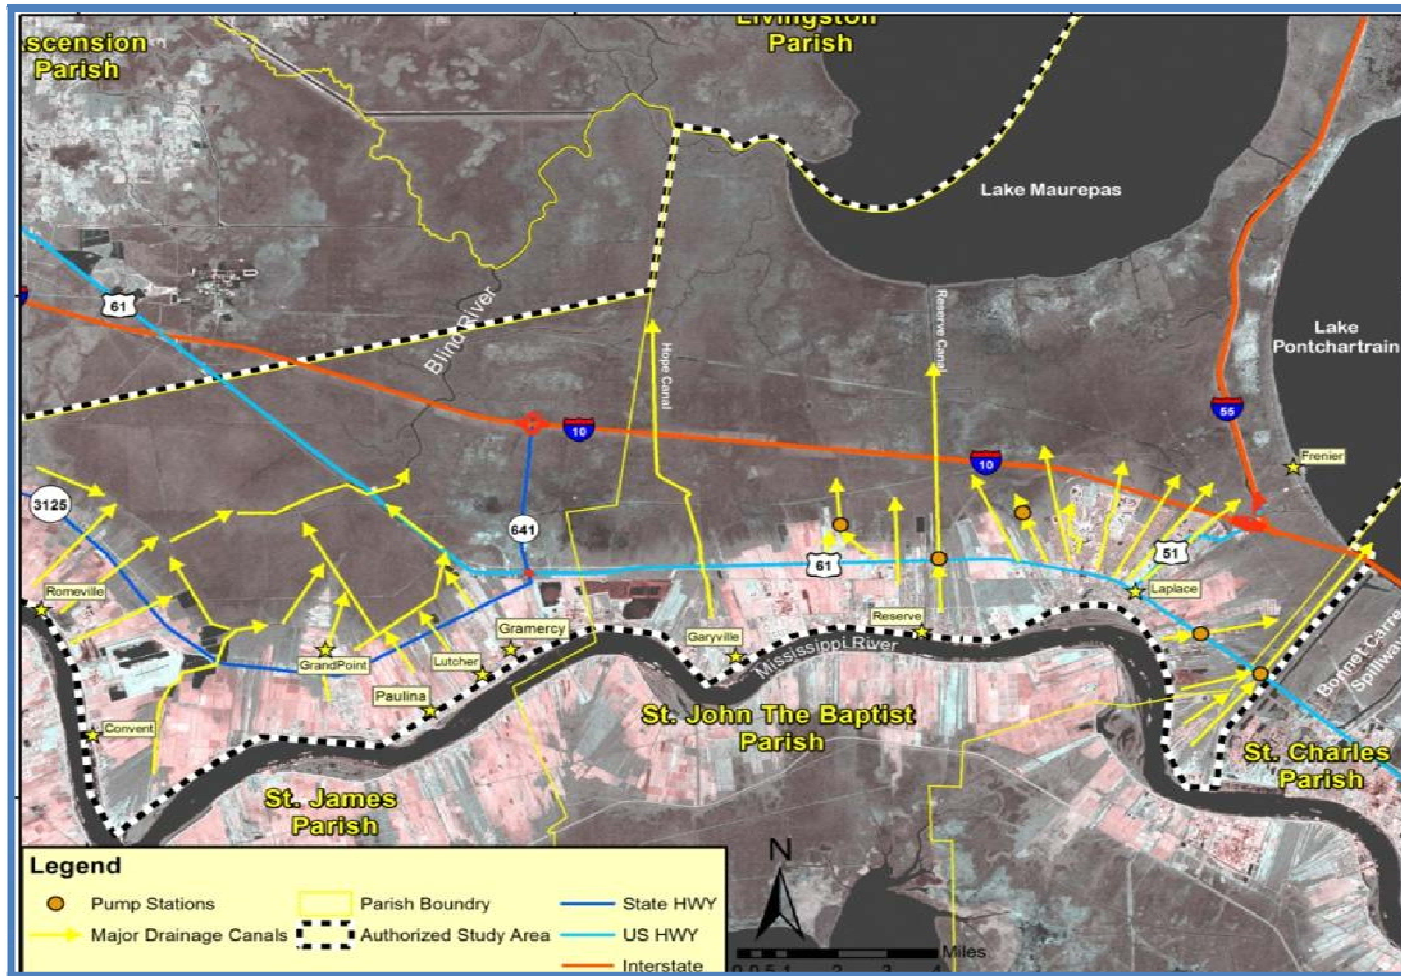 Livingston
Parish
Ascension
Parish
Lake Maurepas
61
Blind River
Hope Canal
Reserve Canal
Lake
Pontchartrain
10
55
10
Frenier
3125
641
61
51
Romeville
Laplace
Gramercy
Garyville
Reserve
GrandPoint
Lutcher
Mississippi River
Paulina
Bonnet Carre
Spillway
Convent
St. John The Baptist
Parish
St. Charles
Parish
St. James
Parish
N
Legend
Pump Stations
Parish Boundry
State HWY
Major Drainage Canals
Authorized Study Area
US HWY
Interstate
Miles